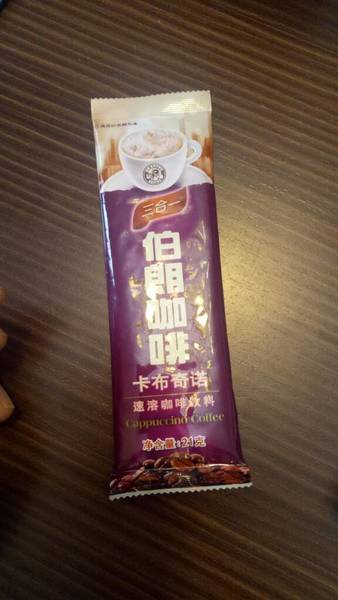 三合一
伯朗咖啡
卡布奇诺
速溶咖啡饮料
Cappuccino Coffee
净含量:21克